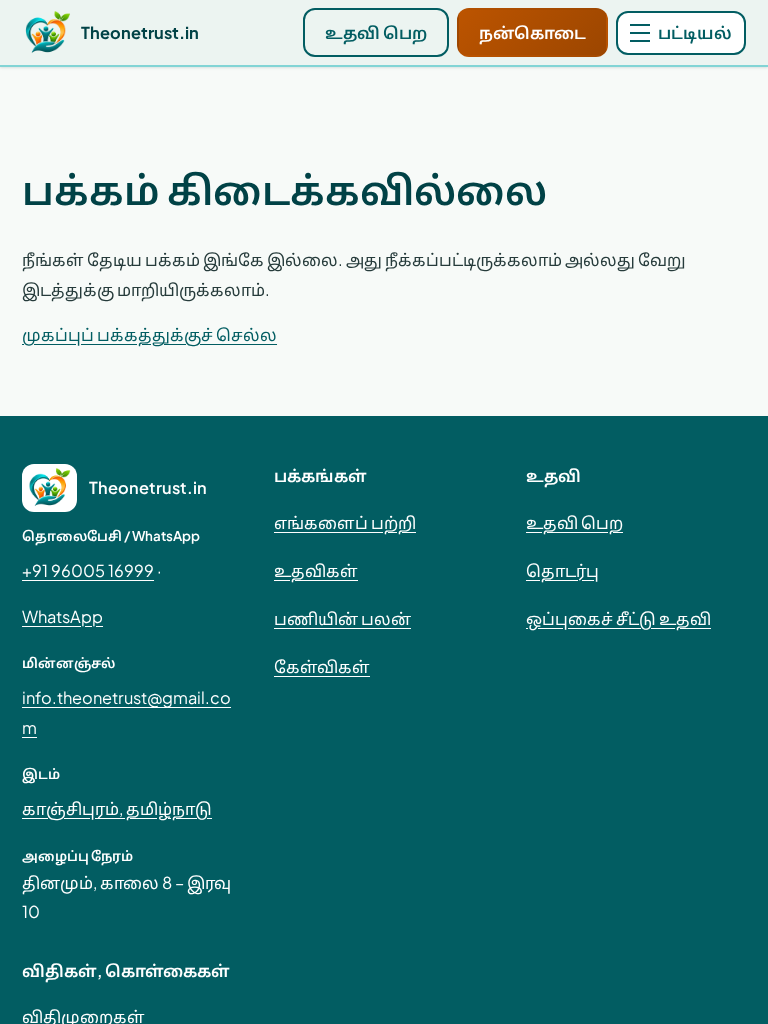 Theonetrust.in
உதவி பெற
நன்கொடை
பட்டியல்
பக்கம் கிடைக்கவில்லை
நீங்கள் தேடிய பக்கம் இங்கே இல்லை. அது நீக்கப்பட்டிருக்கலாம் அல்லது வேறு
இடத்துக்கு மாறியிருக்கலாம்.
முகப்புப் பக்கத்துக்குச் செல்ல
Theonetrust.in
தொலைபேசி / WhatsApp
+91 96005 16999 ·
WhatsApp
மின்னஞ்சல்
info.theonetrust@gmail.co
m
இடம்
காஞ்சிபுரம், தமிழ்நாடு
அழைப்பு நேரம்
தினமும், காலை 8 – இரவு
10
பக்கங்கள்
எங்களைப் பற்றி
உதவிகள்
பணியின் பலன்
கேள்விகள்
உதவி
உதவி பெற
தொடர்பு
ஒப்புகைச் சீட்டு உதவி
விதிகள், கொள்கைகள்
விதிமுறைகள்